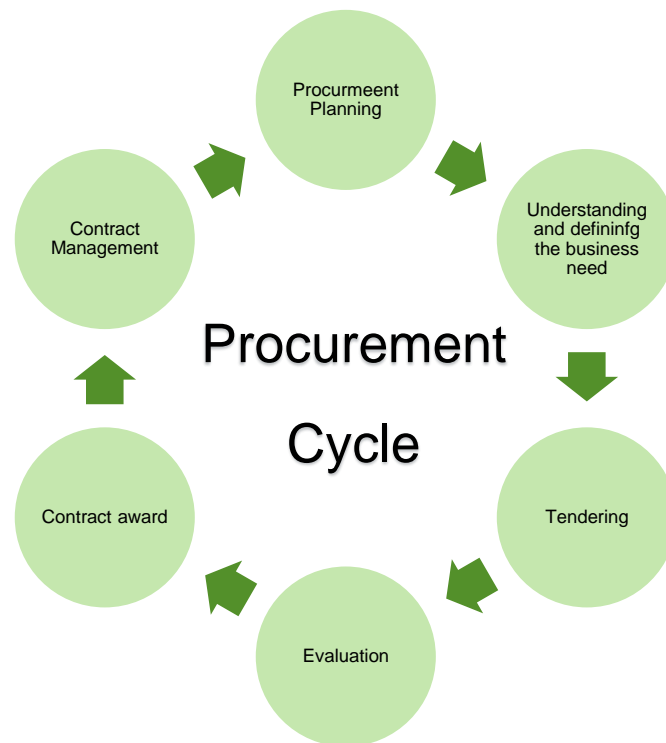 Procurmeent
Planning
Understanding
and defininfg
the business
need
Tendering
Evaluation
Contract award
Contract
Management
Procurement
Cycle